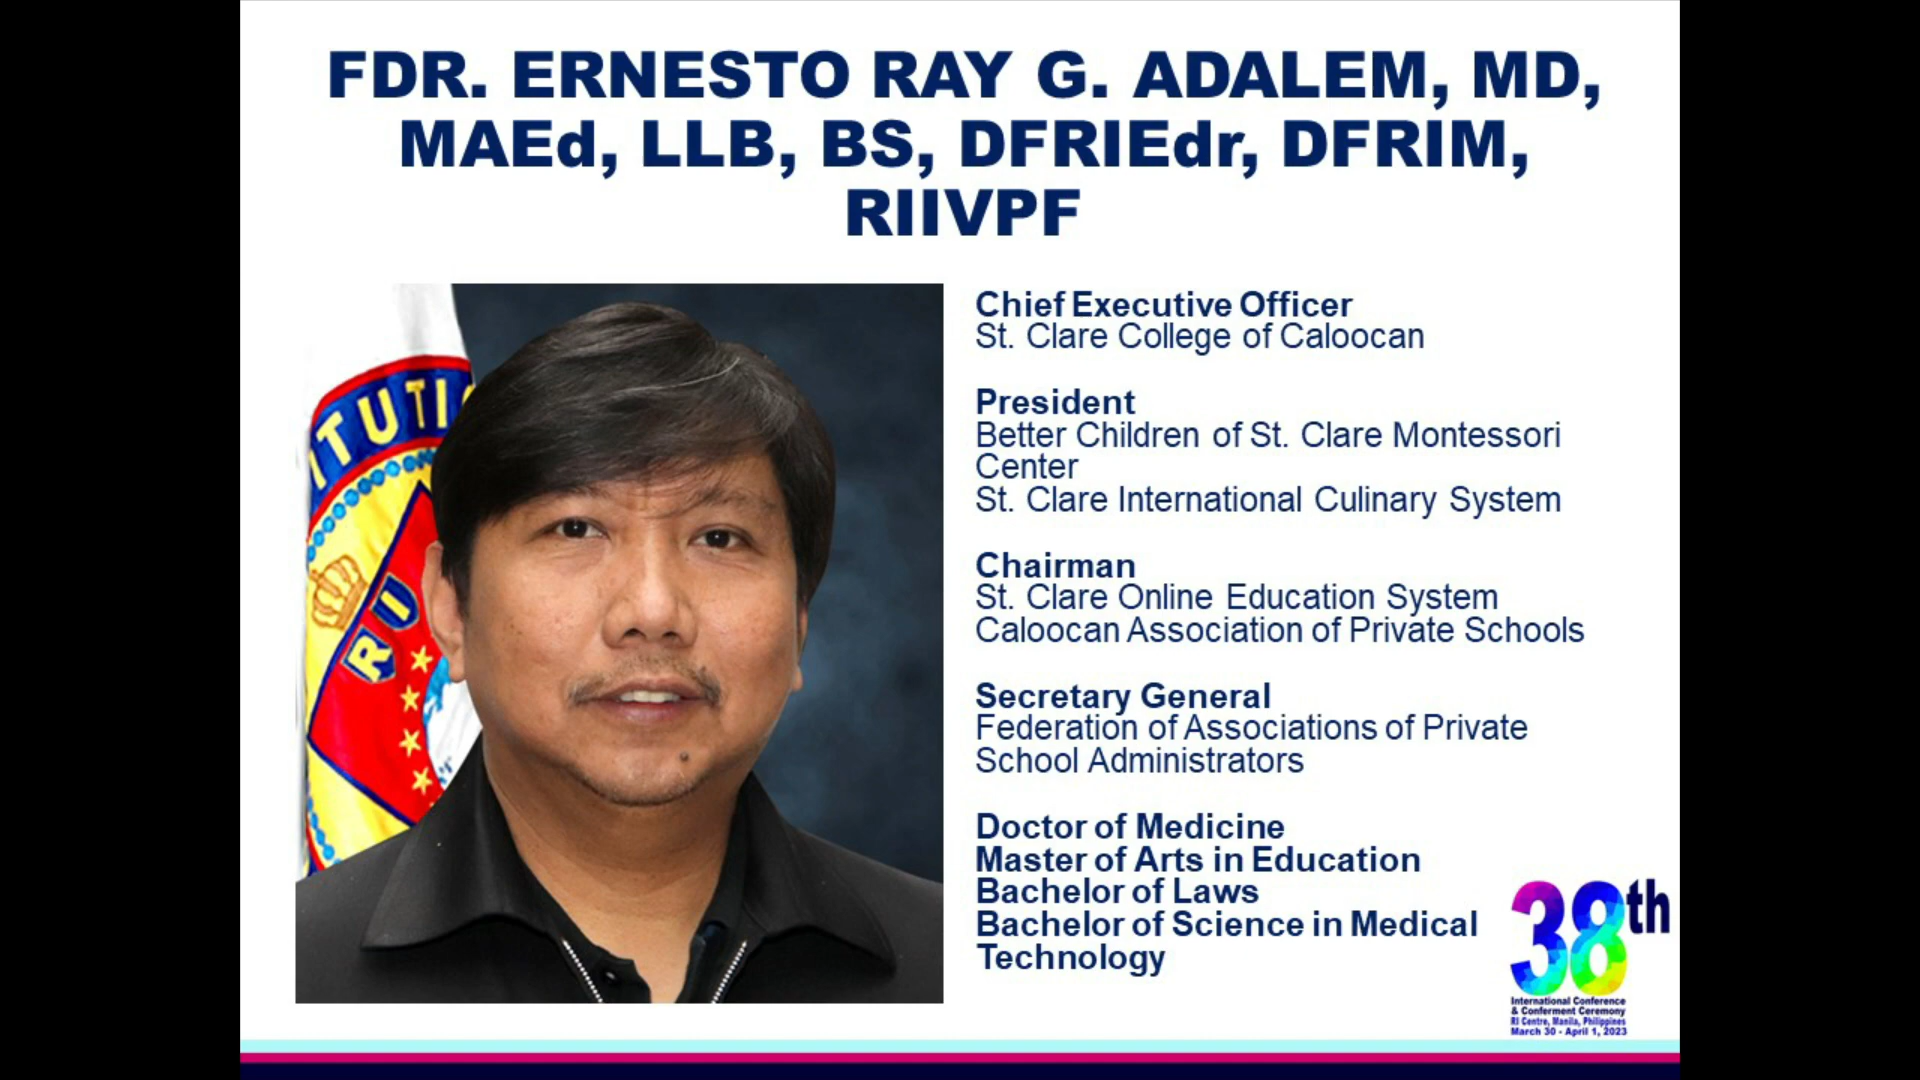 FDR. ERNESTO RAY G. ADALEM, MD,
MAEd, LLB, BS, DFRIEdr, DFRIM,
RIIVPF
ITUTI
RI
Chief Executive Officer
St. Clare College of Caloocan
President
Better Children of St. Clare Montessori
Center
St. Clare International Culinary System
Chairman
St. Clare Online Education System
Caloocan Association of Private Schools
Secretary General
Federation of Associations of Private
School Administrators
Doctor of Medicine
Master of Arts in Education
Bachelor of Laws
Bachelor of Science in Medical
Technology
38th
International Conference
& Conferment Ceremony
RI Centre, Manila, Philippines
March 30 - April 1, 2023